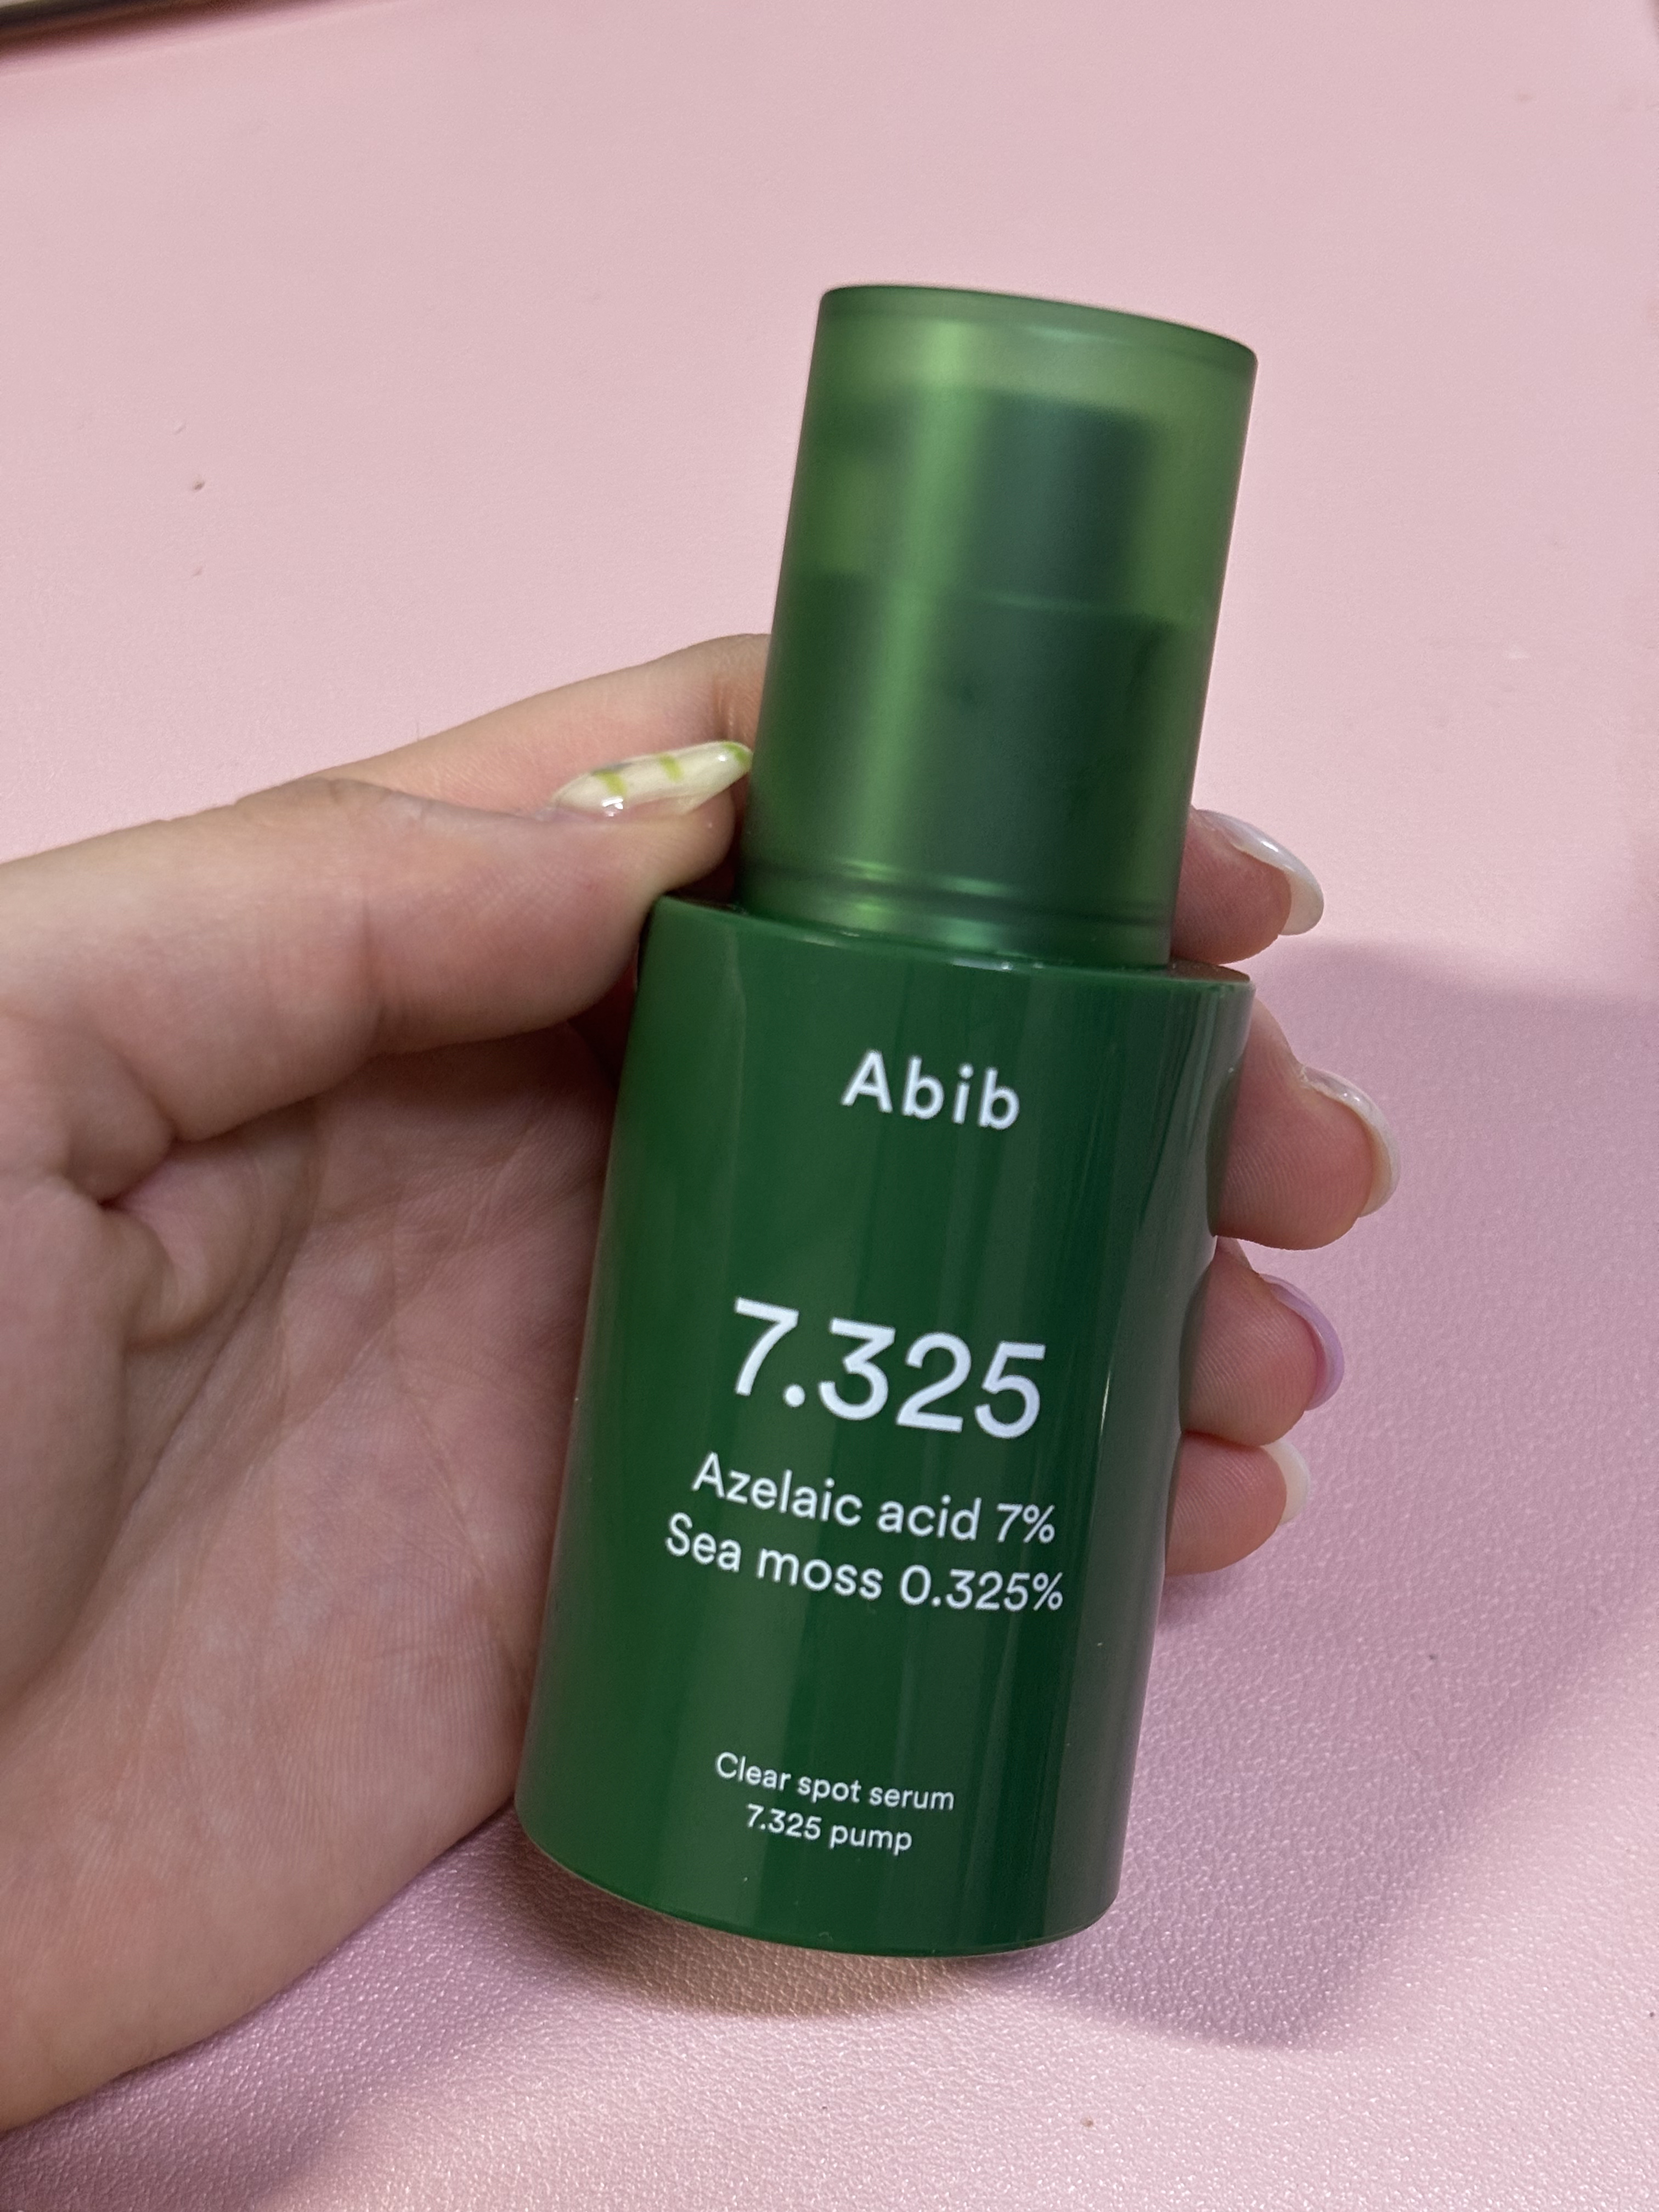 Abib
7.325
Azelaic acid 7%
Sea moss 0.325%
Clear spot serum
7.325 pump